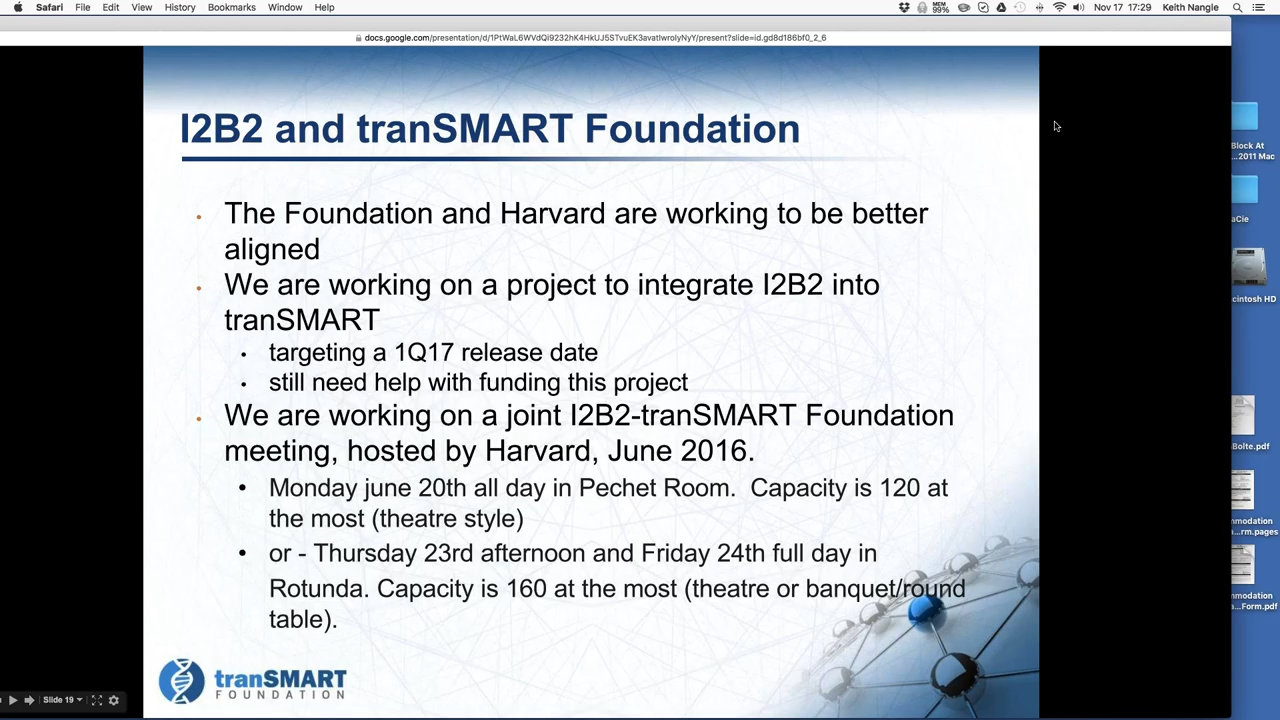 Safari File Edit View History Bookmarks Window Help MEM 99% Nov 17 17:29 Keith Nangle
docs.google.com/presentation/d/1PtWaL6WVdQi9232hK4HkUJ5STvuEK3avatIwrolyNyY/present?slide=id.gd8d186bf0_2_6
I2B2 and tranSMART Foundation
• The Foundation and Harvard are working to be better
aligned
• We are working on a project to integrate I2B2 into
tranSMART
• targeting a 1Q17 release date
• still need help with funding this project
• We are working on a joint I2B2-tranSMART Foundation
meeting, hosted by Harvard, June 2016.
• Monday june 20th all day in Pechet Room. Capacity is 120 at
the most (theatre style)
• or - Thursday 23rd afternoon and Friday 24th full day in
Rotunda. Capacity is 160 at the most (theatre or banquet/round
table).
tranSMART
FOUNDATION
Slide 19
Block At
...2011 Mac
aCie
cintosh HD
Bolte.pdf
mmodation
a...rm.pages
mmodation
a...Form.pdf